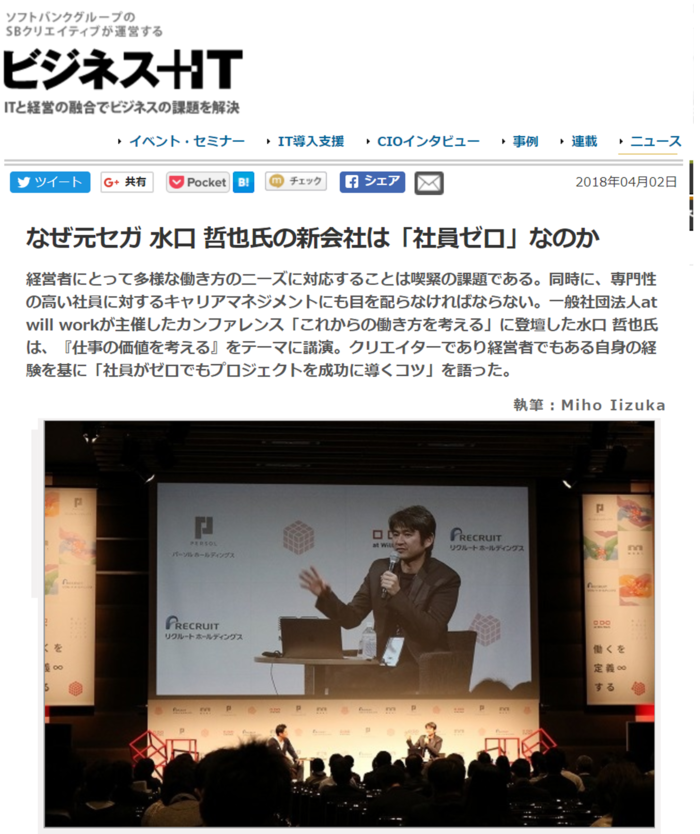 ソフトバンクグループの
SBクリエイティブが運営する
ビジネス+IT
ITと経営の融合でビジネスの課題を解決
イベント・セミナー IT導入支援 CIOインタビュー 事例 連載 ニュース
ツイート G+ 共有 Pocket B! チェック シェア 2018年04月02日
なぜ元セガ 水口 哲也氏の新会社は「社員ゼロ」なのか
経営者にとって多様な働き方のニーズに対応することは喫緊の課題である。同時に、専門性
の高い社員に対するキャリアマネジメントにも目を配らなければならない。一般社団法人at
will workが主催したカンファレンス「これからの働き方を考える」に登壇した水口 哲也氏
は、『仕事の価値を考える』をテーマに講演。クリエイターであり経営者でもある自身の経
験を基に「社員がゼロでもプロジェクトを成功に導くコツ」を語った。
執筆：Miho Iizuka
PERSOL
パーソル ホールディングス
at Will
RECRUIT
リクルート ホールディングス
RECRUIT
リクルート ホールディングス
働くを
定義∞
する
くを
義∞
る